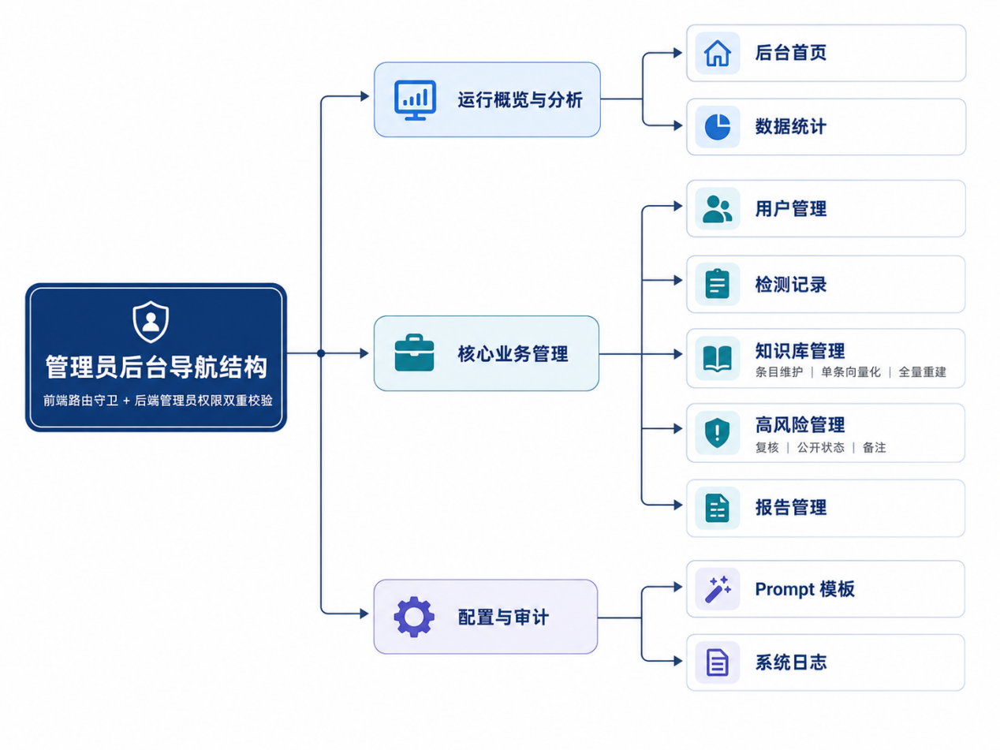 管理员后台导航结构
前端路由守卫 + 后端管理员权限双重校验
运行概览与分析
后台首页
数据统计
核心业务管理
用户管理
检测记录
知识库管理
条目维护 | 单条向量化 | 全量重建
高风险管理
复核 | 公开状态 | 备注
报告管理
配置与审计
Prompt 模板
系统日志